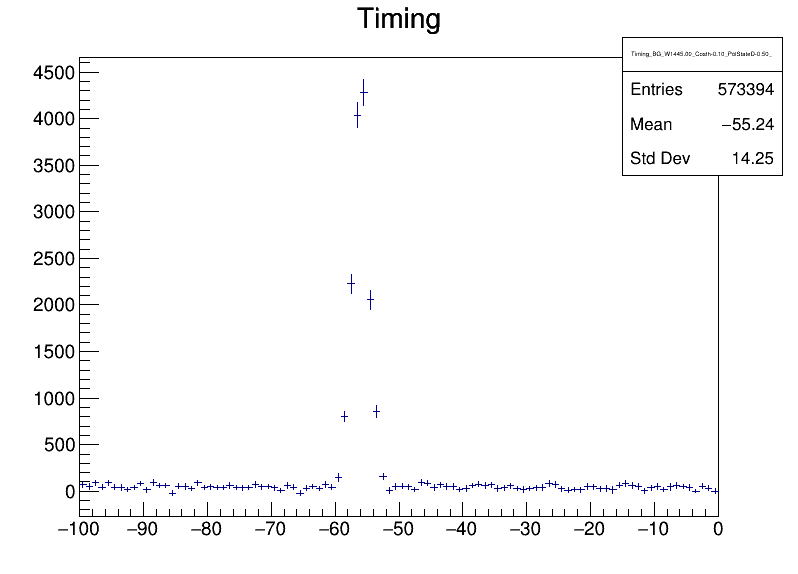 Timing
Timing_BG_W1445.00_Costh-0.10_PolStateD-0.50_
Entries 573394
Mean −55.24
Std Dev 14.25
4500
4000
3500
3000
2500
2000
1500
1000
500
0
−100 −90 −80 −70 −60 −50 −40 −30 −20 −10 0